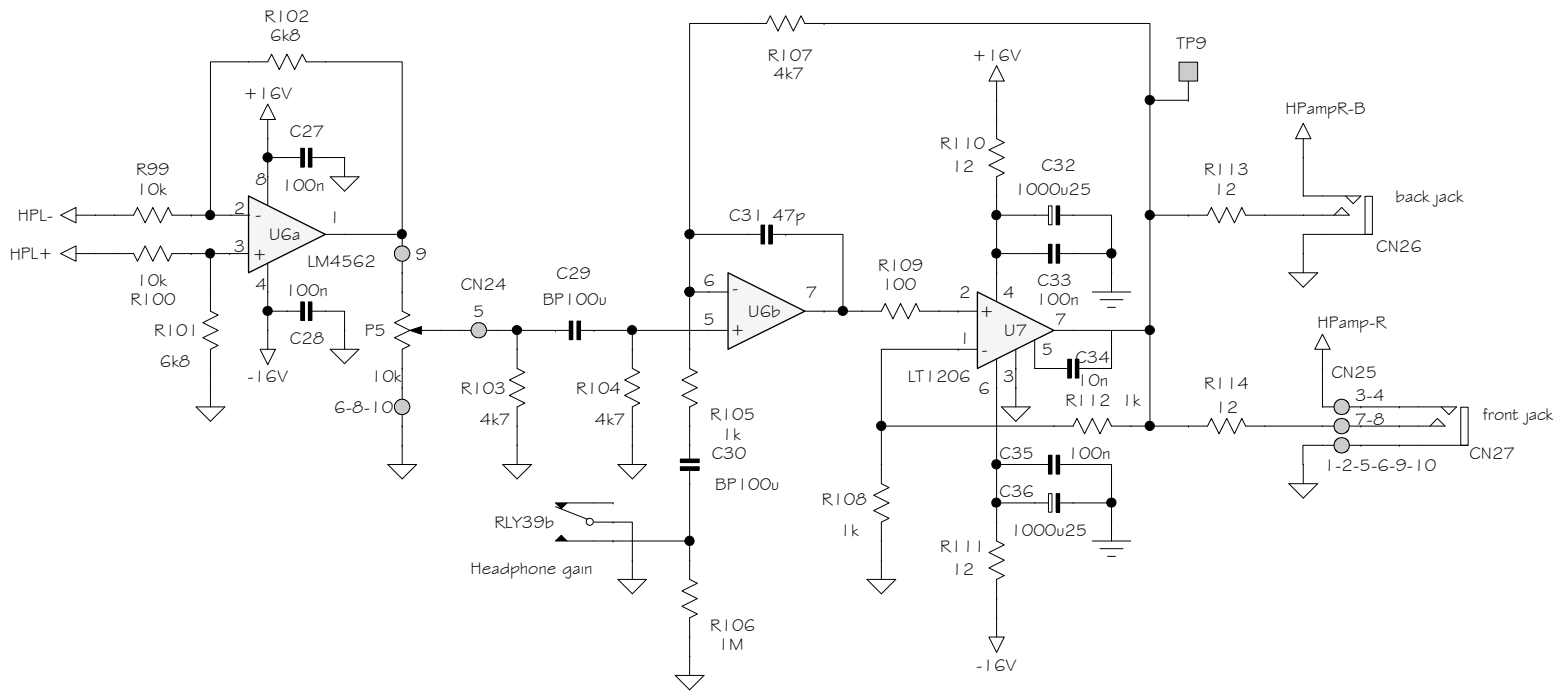 R102
6k8
+16V
C27
100n
8
R99
10k
HPL-
2
-
1
U6a
HPL+
3
+
LM4562
9
10k
R100
4
100n
C28
R101
6k8
-16V
P5
10k
6-8-10
CN24
5
C29
BP100u
R103
4k7
R104
4k7
R107
4k7
C31 47p
6
-
7
U6b
5
+
R105
1k
C30
BP100u
RLY39b
Headphone gain
R106
1M
R109
100
+16V
R110
12
C32
1000u25
C33
100n
2
4
+
U7
7
1
-
5
LT1206
6
3
C34
10n
R112 1k
C35
100n
C36
1000u25
R108
1k
R111
12
-16V
TP9
HPampR-B
R113
12
back jack
CN26
HPamp-R
CN25
R114
12
3-4
7-8
front jack
CN27
1-2-5-6-9-10